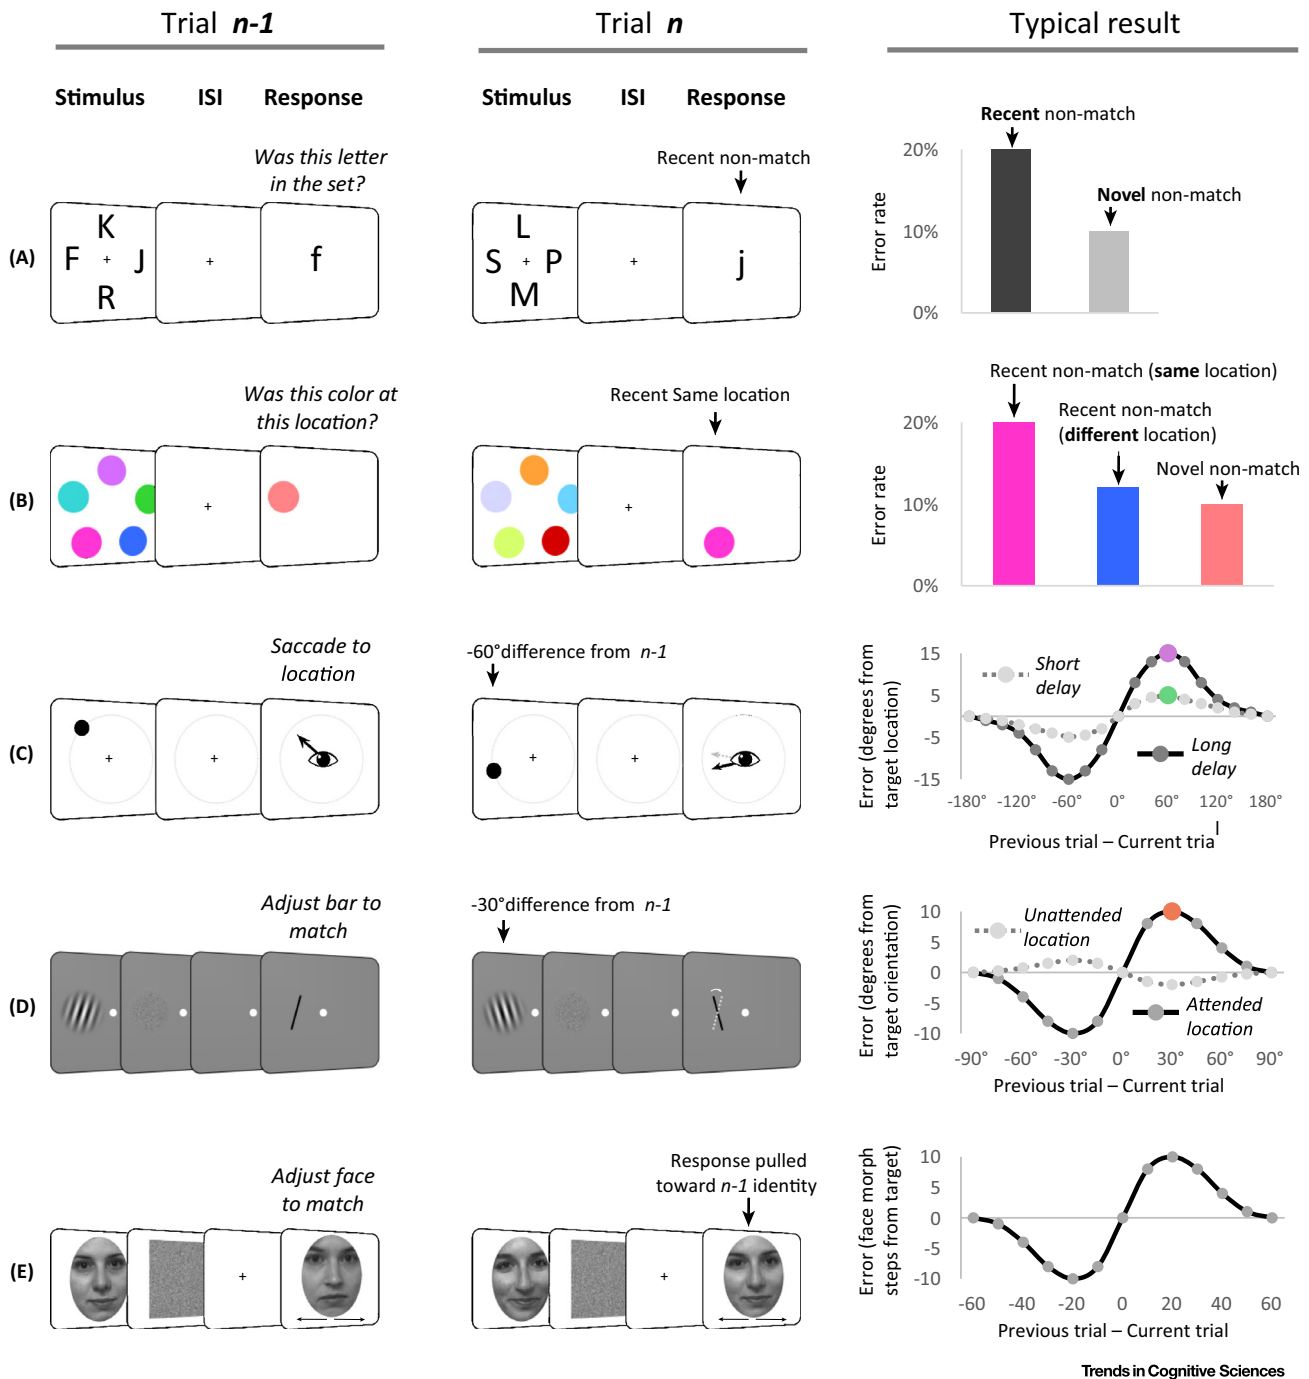 Trial n-1
Trial n
Typical result
Stimulus ISI Response
Stimulus ISI Response
(A)
Was this letter
in the set?
K
F + J
R
+
f
Recent non-match
L
S + P
M
+
j
Recent non-match
Novel non-match
Error rate
20%
10%
0%
(B)
Was this color at
this location?
+
Recent Same location
+
Recent non-match (same location)
Recent non-match
(different location)
Novel non-match
Error rate
20%
10%
0%
(C)
Saccade to
location
+
+
-60°difference from n-1
+
+
Error (degrees from
target location)
15
5
-5
-15
Short
delay
Long
delay
-180° -120° -60° 0° 60° 120° 180°
Previous trial – Current trial
(D)
Adjust bar to
match
-30°difference from n-1
Error (degrees from
target orientation)
10
5
0
-5
-10
Unattended
location
Attended
location
-90° -60° -30° 0° 30° 60° 90°
Previous trial – Current trial
(E)
Adjust face
to match
+
Response pulled
toward n-1 identity
+
Error (face morph
steps from target)
10
5
0
-5
-10
-60 -40 -20 0 20 40 60
Previous trial – Current trial
Trends in Cognitive Sciences